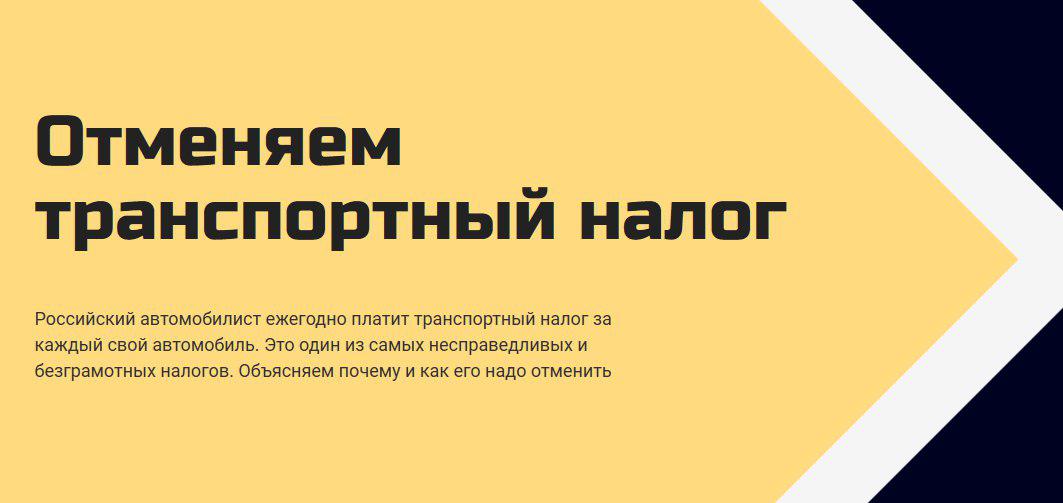 Отменяем
транспортный налог
Российский автомобилист ежегодно платит транспортный налог за
каждый свой автомобиль. Это один из самых несправедливых и
безграмотных налогов. Объясняем почему и как его надо отменить